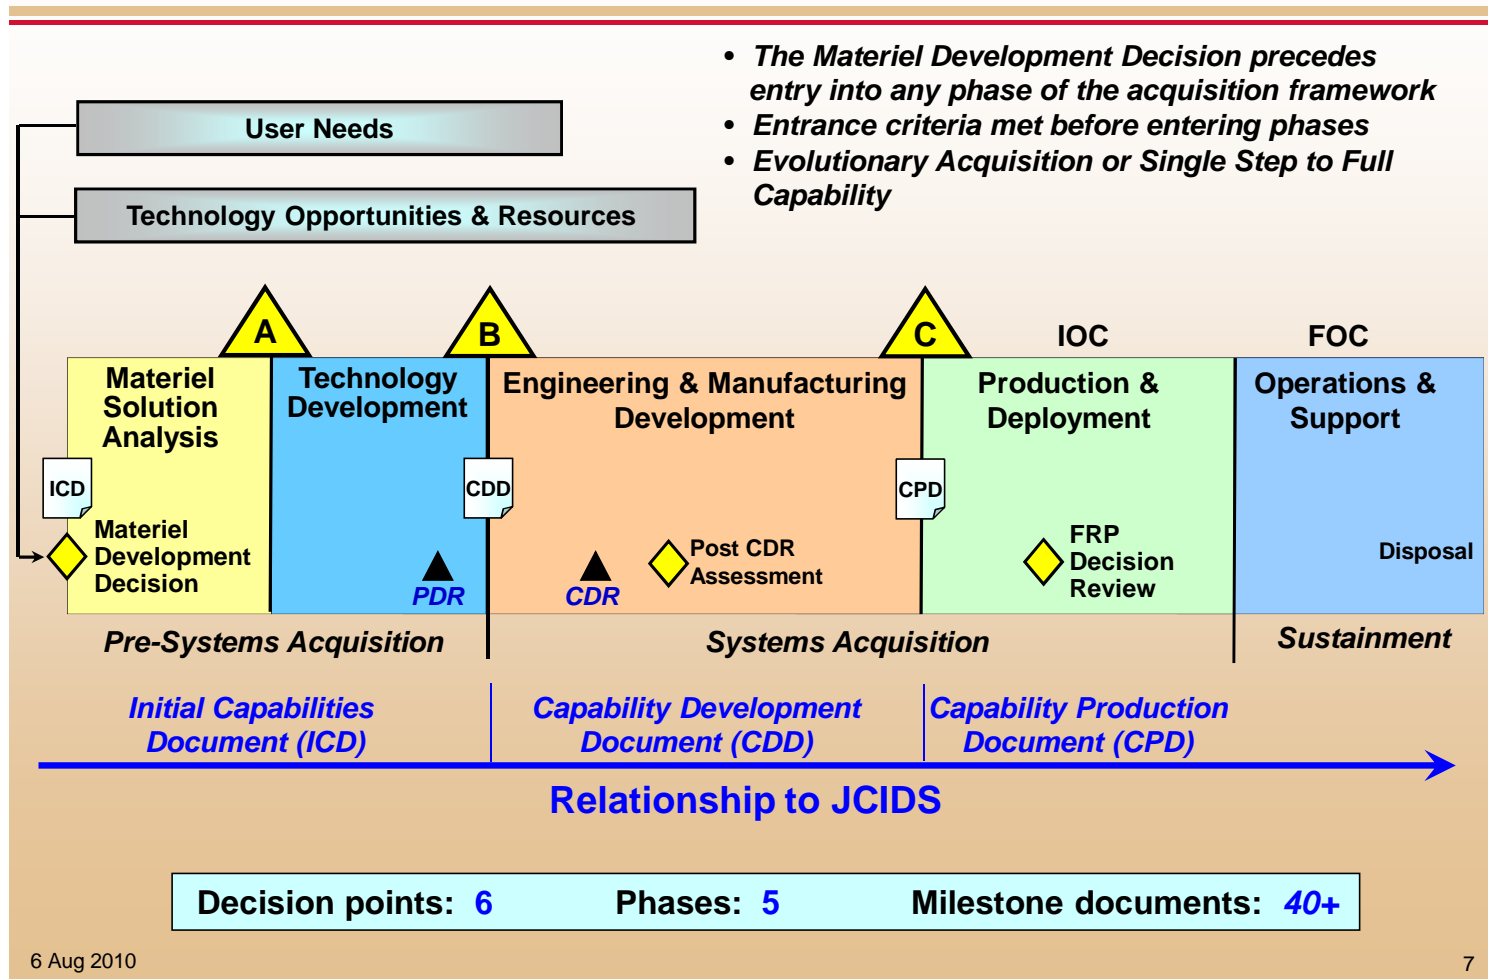 • The Materiel Development Decision precedes
entry into any phase of the acquisition framework
• Entrance criteria met before entering phases
• Evolutionary Acquisition or Single Step to Full
Capability
User Needs
Technology Opportunities & Resources
A
B
C
IOC
FOC
Materiel
Solution
Analysis
Technology
Development
Engineering & Manufacturing
Development
Production &
Deployment
Operations &
Support
ICD
CDD
CPD
Materiel
Development
Decision
PDR
CDR
Post CDR
Assessment
FRP
Decision
Review
Disposal
Pre-Systems Acquisition
Systems Acquisition
Sustainment
Initial Capabilities
Document (ICD)
Capability Development
Document (CDD)
Capability Production
Document (CPD)
Relationship to JCIDS
Decision points: 6 Phases: 5 Milestone documents: 40+
6 Aug 2010
7